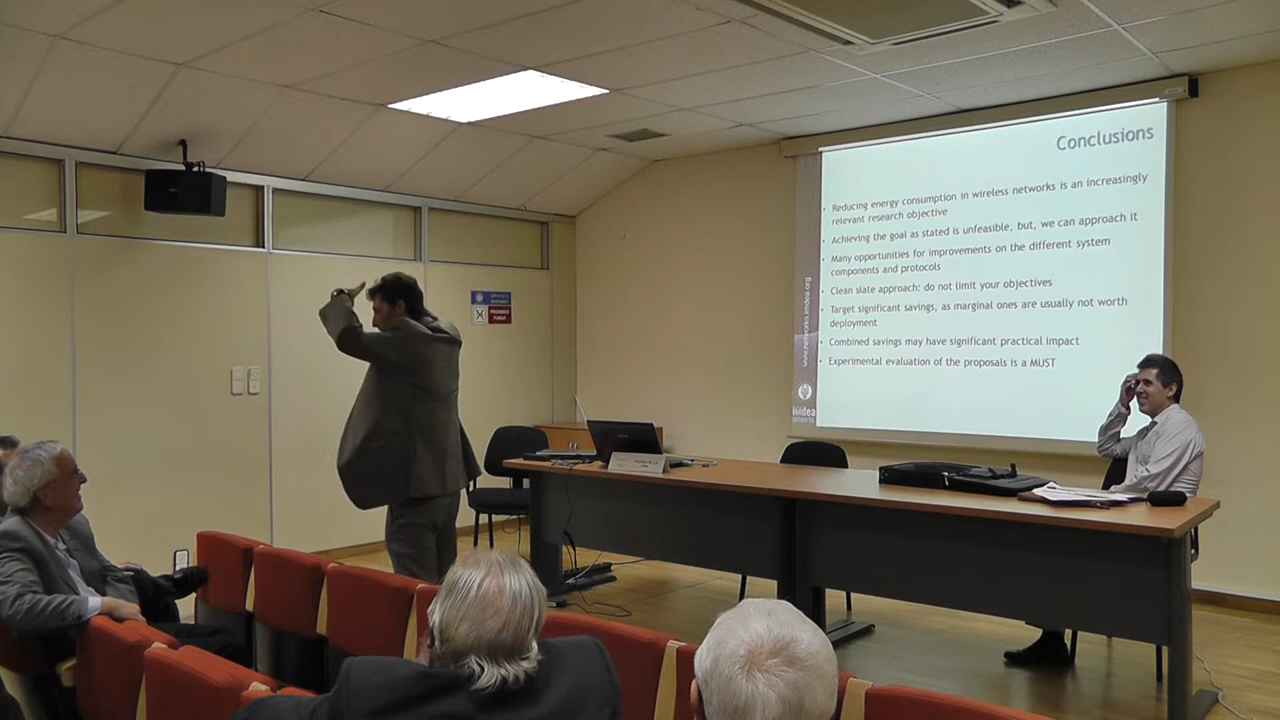 Conclusions
Reducing energy consumption in wireless networks is an increasingly
relevant research objective
Achieving the goal as stated is unfeasible, but, we can approach it
Many opportunities for improvements on the different system
components and protocols
Clean slate approach: do not limit your objectives
Target significant savings, as marginal ones are usually not worth
deployment
Combined savings may have significant practical impact
Experimental evaluation of the proposals is a MUST
www.networks.imdea.org
imdea
networks
PROHIBIDO
FUMAR